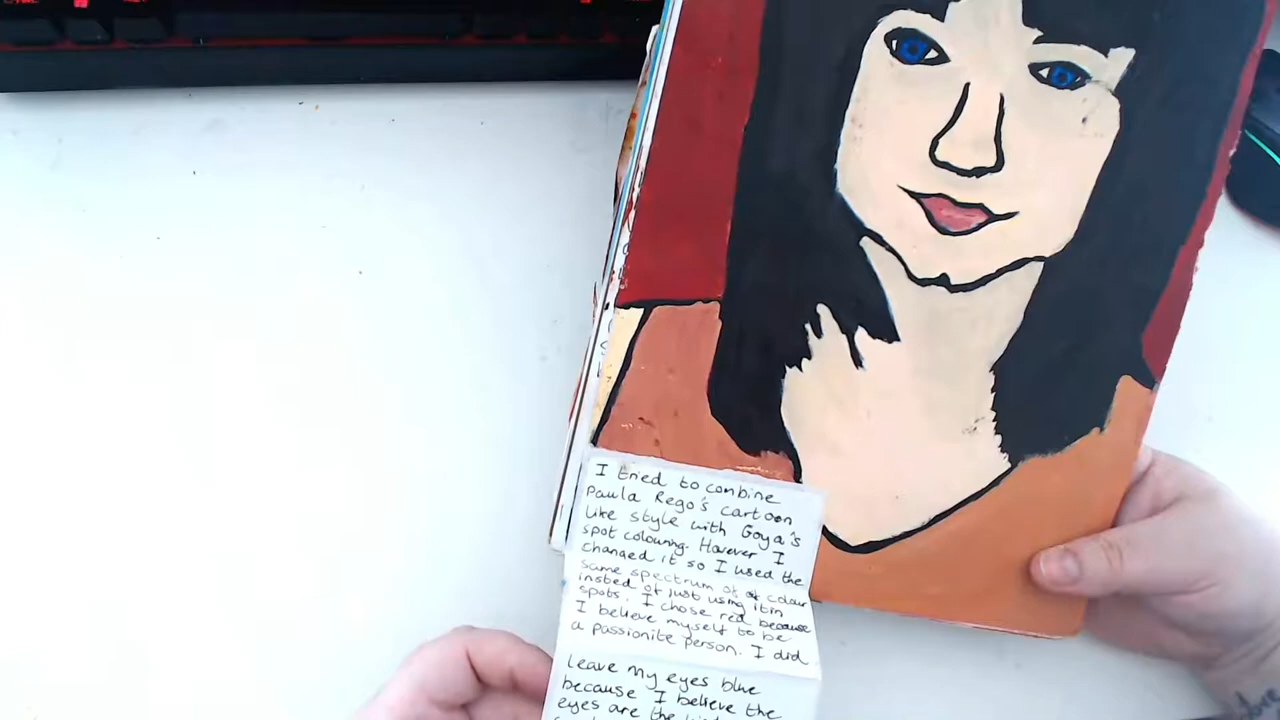 I tried to combine
Paula Rego's cartoon
like style with Goya's
spot colouring. However I
changed it so I used the
same spectrum of colour
insted of just using it in
spots. I chose red because
I believe myself to be
a passionite person. I did
leave my eyes blue
because I believe the
eyes are the